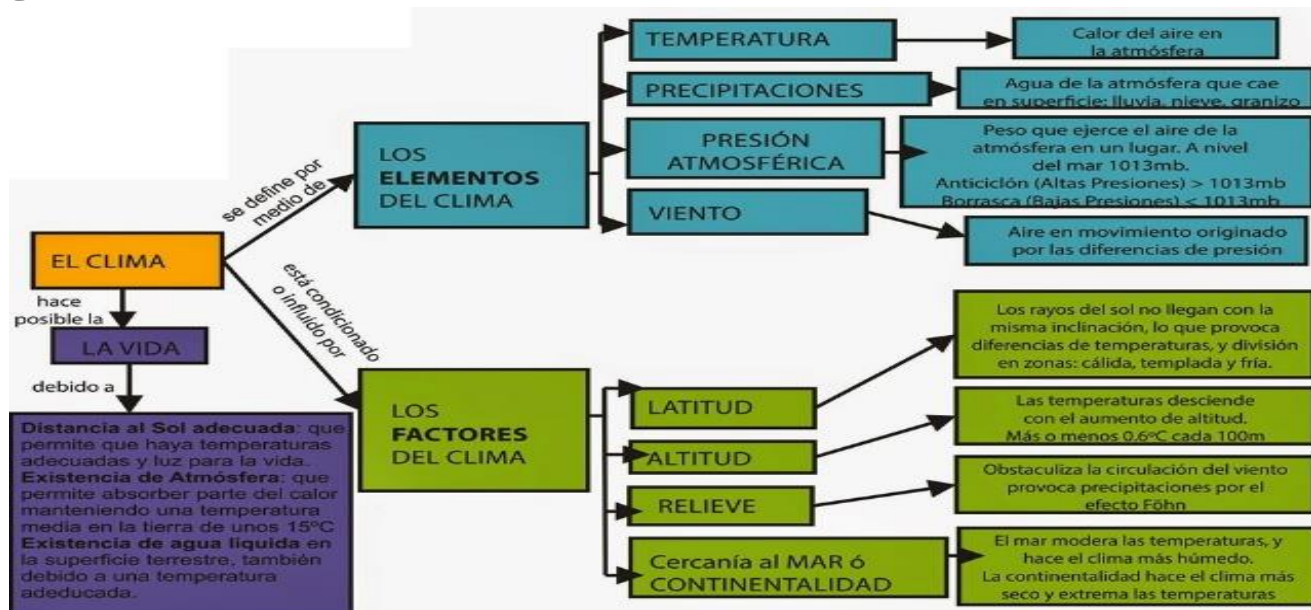 EL CLIMA
se define por
medio de
LOS
ELEMENTOS
DEL CLIMA
TEMPERATURA
Calor del aire en
la atmósfera
PRECIPITACIONES
Agua de la atmósfera que cae
en superficie: lluvia, nieve, granizo
PRESIÓN
ATMOSFÉRICA
Peso que ejerce el aire de la
atmósfera en un lugar. A nivel
del mar 1013mb.
Anticiclón (Altas Presiones) > 1013mb
Borrasca (Bajas Presiones) < 1013mb
VIENTO
Aire en movimiento originado
por las diferencias de presión
está condicionado
o influído por
LOS
FACTORES
DEL CLIMA
LATITUD
Los rayos del sol no llegan con la
misma inclinación, lo que provoca
diferencias de temperaturas, y división
en zonas: cálida, templada y fría.
ALTITUD
Las temperaturas desciende
con el aumento de altitud.
Más o menos 0.6ºC cada 100m
RELIEVE
Obstaculiza la circulación del viento
provoca precipitaciones por el
efecto Föhn
Cercanía al MAR ó
CONTINENTALIDAD
El mar modera las temperaturas, y
hace el clima más húmedo.
La continentalidad hace el clima más
seco y extrema las temperaturas
hace
posible la
LA VIDA
debido a
Distancia al Sol adecuada: que
permite que haya temperaturas
adecuadas y luz para la vida.
Existencia de Atmósfera: que
permite absorber parte del calor
manteniendo una temperatura
media en la tierra de unos 15ºC
Existencia de agua líquida en
la superficie terrestre, también
debido a una temperatura
adeducada.